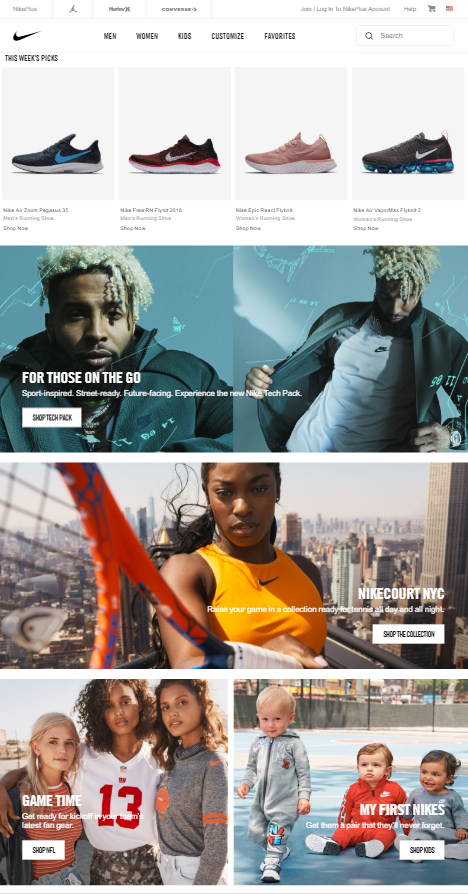 NikePlus
Hurley
CONVERSE
Join / Log In To NikePlus Account
Help
MEN WOMEN KIDS CUSTOMIZE FAVORITES
Search
THIS WEEK'S PICKS
Nike Air Zoom Pegasus 35
Men's Running Shoe
Shop Now
Nike Free RN Flyknit 2018
Men's Running Shoe
Shop Now
Nike Epic React Flyknit
Women's Running Shoe
Shop Now
Nike Air VaporMax Flyknit 2
Women's Running Shoe
Shop Now
FOR THOSE ON THE GO
Sport-inspired. Street-ready. Future-facing. Experience the new Nike Tech Pack.
SHOP TECH PACK
NIKECOURT NYC
Raise your game in a collection ready for tennis all day and all night.
SHOP THE COLLECTION
GAME TIME
Get ready for kickoff in your team's
latest fan gear.
SHOP NFL
13
MY FIRST NIKES
Get them a pair that they'll never forget.
SHOP KIDS